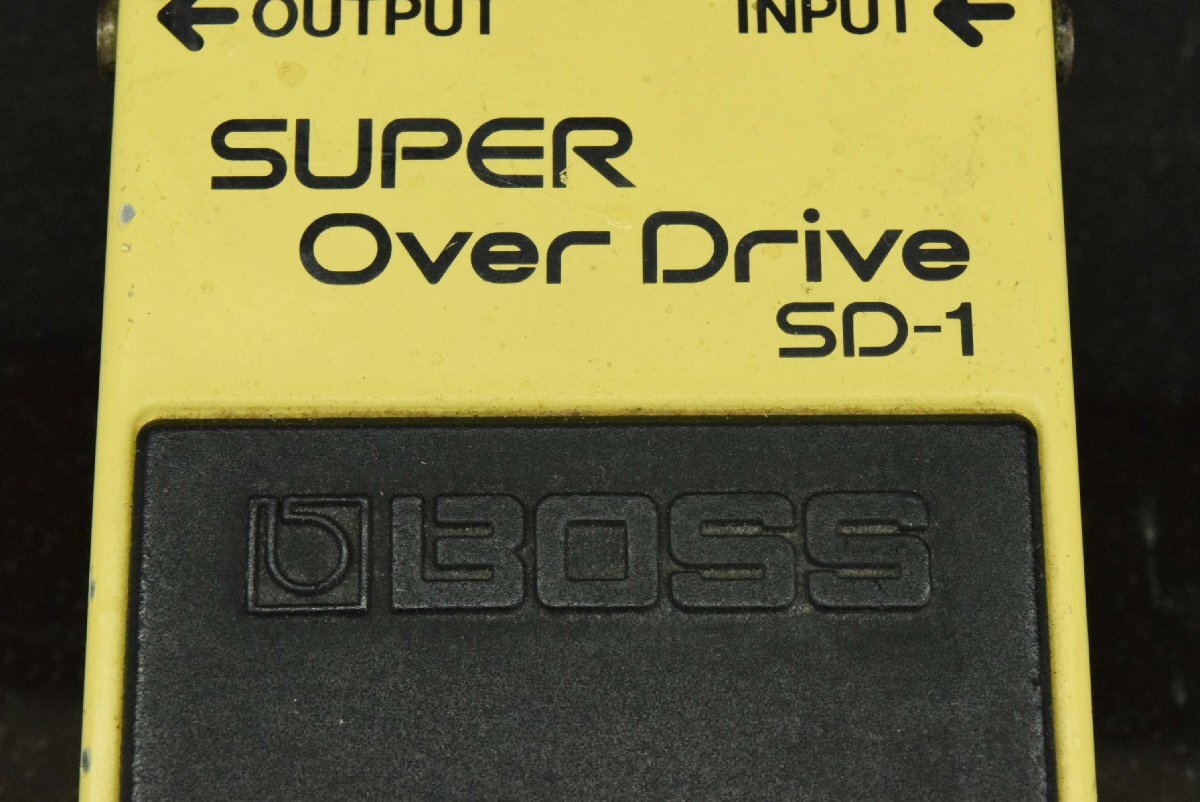 OUTPUT INPUT
SUPER
Over Drive
SD-1
BOSS